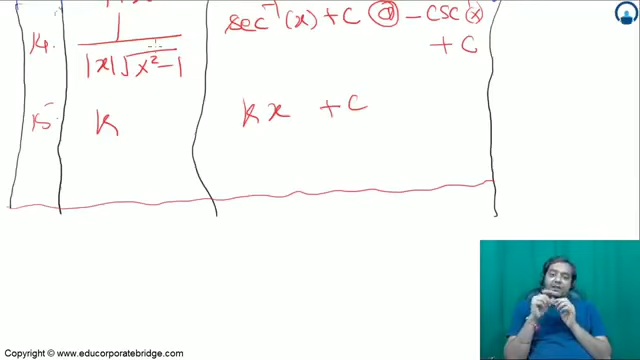 14. 1/(|x|√(x²-1)) sec⁻¹(x) + C or - csc⁻¹(x) + C
15. k kx + C
Copyright © www.educorporatebridge.com